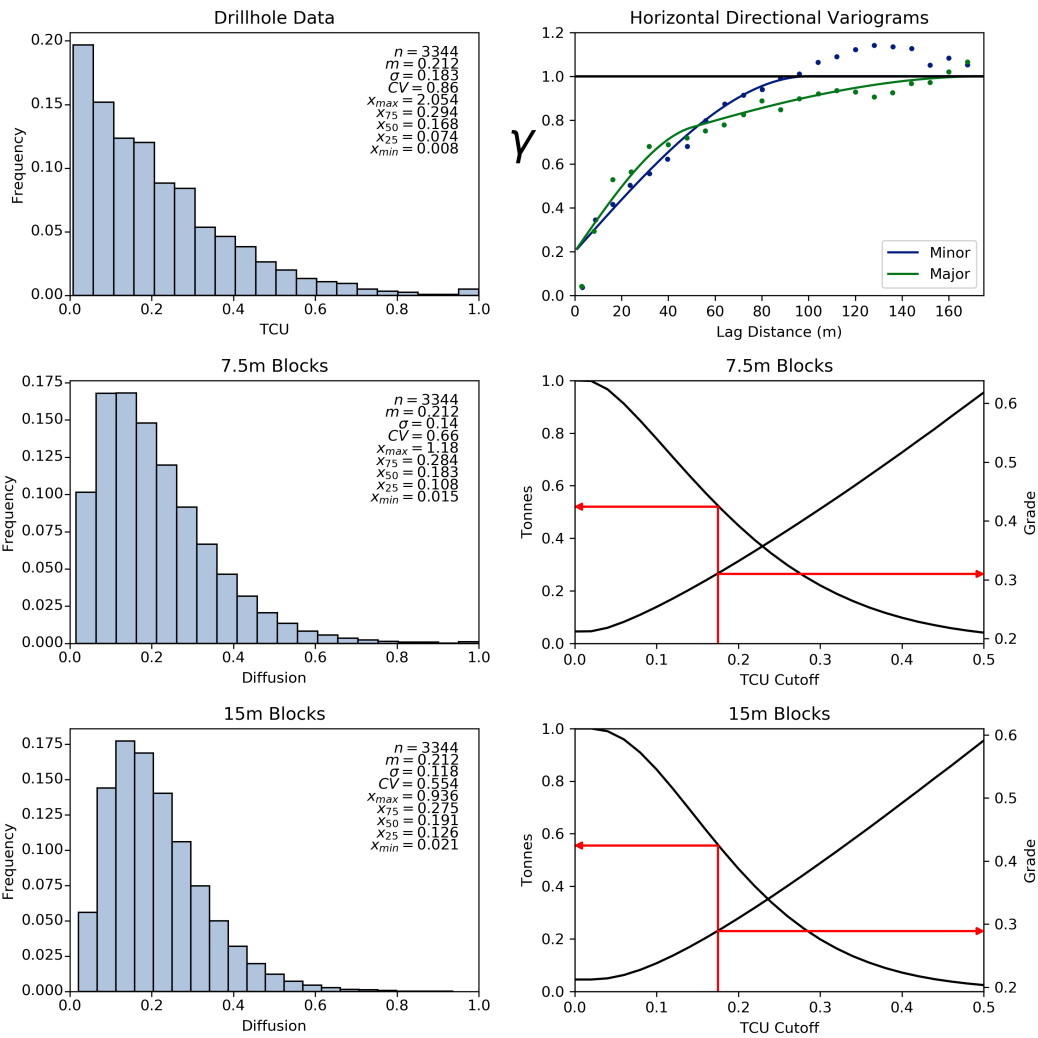 Drillhole Data
n = 3344
m = 0.212
σ = 0.183
CV = 0.86
x_max = 2.054
x_75 = 0.294
x_50 = 0.168
x_25 = 0.074
x_min = 0.008
Frequency
0.20
0.15
0.10
0.05
0.00
0.0 0.2 0.4 0.6 0.8 1.0
TCU
Horizontal Directional Variograms
γ
1.2
1.0
0.8
0.6
0.4
0.2
0.0
Minor
Major
0 20 40 60 80 100 120 140 160
Lag Distance (m)
7.5m Blocks
n = 3344
m = 0.212
σ = 0.14
CV = 0.66
x_max = 1.18
x_75 = 0.284
x_50 = 0.183
x_25 = 0.108
x_min = 0.015
Frequency
0.175
0.150
0.125
0.100
0.075
0.050
0.025
0.000
0.0 0.2 0.4 0.6 0.8 1.0
Diffusion
7.5m Blocks
Tonnes
1.0
0.8
0.6
0.4
0.2
0.0
0.6
0.5
0.4
0.3
0.2
Grade
0.0 0.1 0.2 0.3 0.4 0.5
TCU Cutoff
15m Blocks
n = 3344
m = 0.212
σ = 0.118
CV = 0.554
x_max = 0.936
x_75 = 0.275
x_50 = 0.191
x_25 = 0.126
x_min = 0.021
Frequency
0.175
0.150
0.125
0.100
0.075
0.050
0.025
0.000
0.0 0.2 0.4 0.6 0.8 1.0
Diffusion
15m Blocks
Tonnes
1.0
0.8
0.6
0.4
0.2
0.0
0.6
0.5
0.4
0.3
0.2
Grade
0.0 0.1 0.2 0.3 0.4 0.5
TCU Cutoff